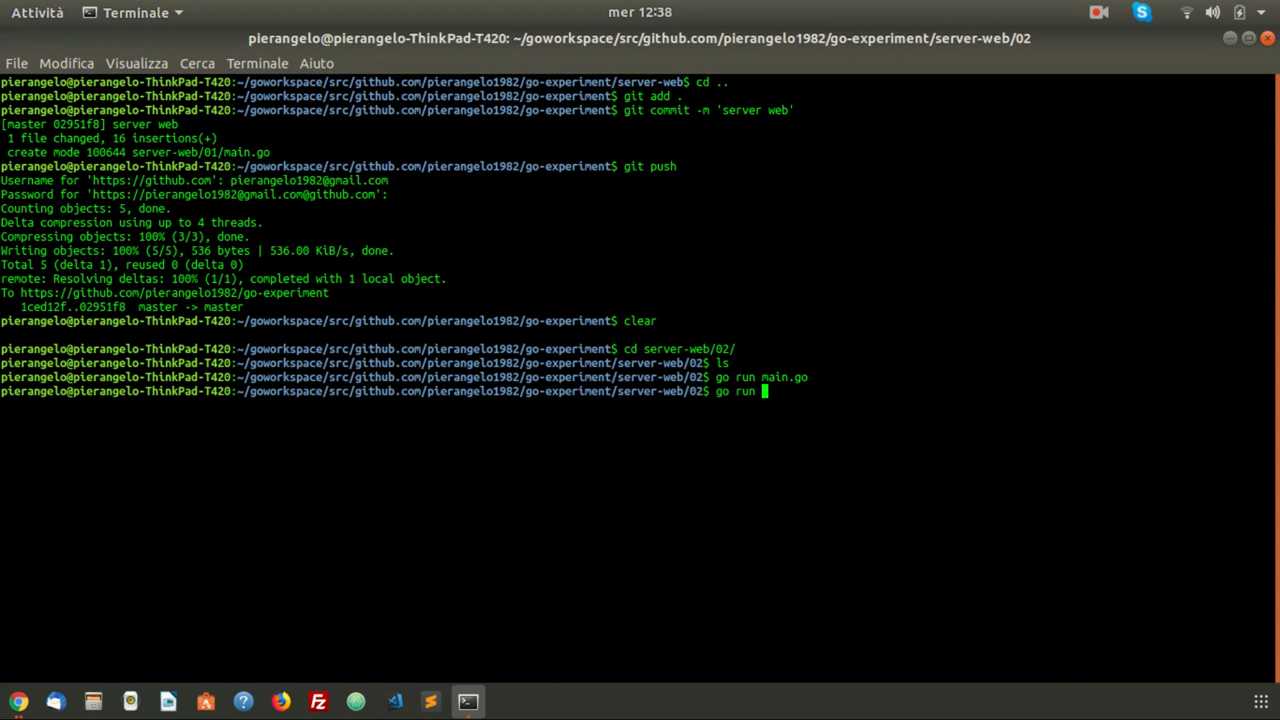 Attività Terminale mer 12:38
pierangelo@pierangelo-ThinkPad-T420: ~/goworkspace/src/github.com/pierangelo1982/go-experiment/server-web/02
File Modifica Visualizza Cerca Terminale Aiuto
pierangelo@pierangelo-ThinkPad-T420:~/goworkspace/src/github.com/pierangelo1982/go-experiment/server-web$ cd ..
pierangelo@pierangelo-ThinkPad-T420:~/goworkspace/src/github.com/pierangelo1982/go-experiment$ git add .
pierangelo@pierangelo-ThinkPad-T420:~/goworkspace/src/github.com/pierangelo1982/go-experiment$ git commit -m 'server web'
[master 02951f8] server web
1 file changed, 16 insertions(+)
create mode 100644 server-web/01/main.go
pierangelo@pierangelo-ThinkPad-T420:~/goworkspace/src/github.com/pierangelo1982/go-experiment$ git push
Username for 'https://github.com': pierangelo1982@gmail.com
Password for 'https://pierangelo1982@gmail.com@github.com':
Counting objects: 5, done.
Delta compression using up to 4 threads.
Compressing objects: 100% (3/3), done.
Writing objects: 100% (5/5), 536 bytes | 536.00 KiB/s, done.
Total 5 (delta 1), reused 0 (delta 0)
remote: Resolving deltas: 100% (1/1), completed with 1 local object.
To https://github.com/pierangelo1982/go-experiment
1ced12f..02951f8 master -> master
pierangelo@pierangelo-ThinkPad-T420:~/goworkspace/src/github.com/pierangelo1982/go-experiment$ clear
pierangelo@pierangelo-ThinkPad-T420:~/goworkspace/src/github.com/pierangelo1982/go-experiment$ cd server-web/02/
pierangelo@pierangelo-ThinkPad-T420:~/goworkspace/src/github.com/pierangelo1982/go-experiment/server-web/02$ ls
pierangelo@pierangelo-ThinkPad-T420:~/goworkspace/src/github.com/pierangelo1982/go-experiment/server-web/02$ go run main.go
pierangelo@pierangelo-ThinkPad-T420:~/goworkspace/src/github.com/pierangelo1982/go-experiment/server-web/02$ go run